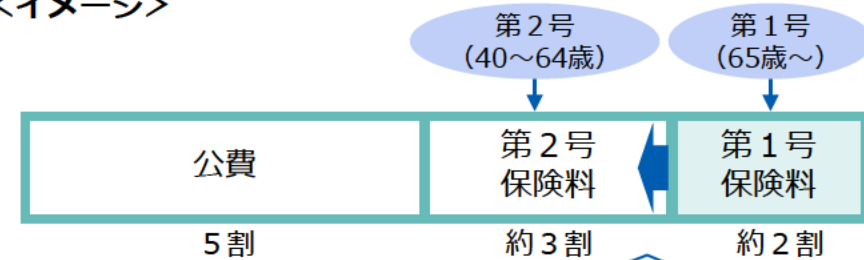 <イメージ>
第2号
（40～64歳）
第1号
（65歳～）
公費
第2号
保険料
第1号
保険料
5割
約3割
約2割